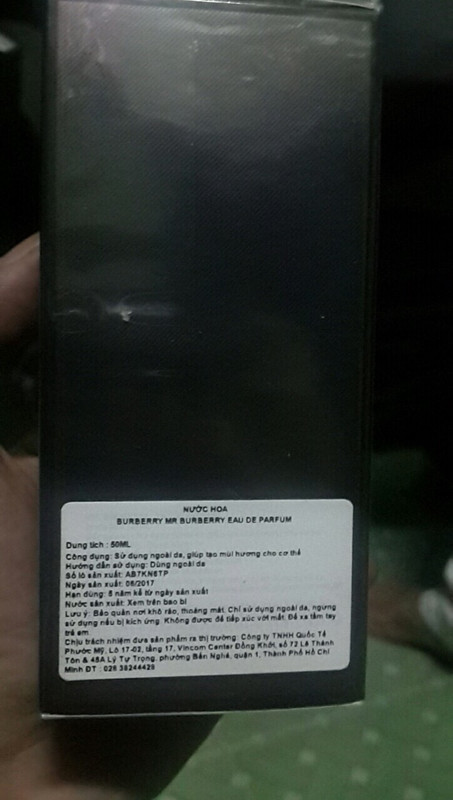 NƯỚC HOA
BURBERRY MR BURBERRY EAU DE PARFUM
Dung tích : 50ML
Công dụng: Sử dụng ngoài da, giúp tạo mùi hương cho cơ thể
Hướng dẫn sử dụng: Dùng ngoài da
Số lô sản xuất: AB7KN6TP
Ngày sản xuất: 06/2017
Hạn dùng: 5 năm kể từ ngày sản xuất
Nước sản xuất: Xem trên bao bì
Lưu ý: Bảo quản nơi khô ráo, thoáng mát. Chỉ sử dụng ngoài da, ngưng
sử dụng nếu bị kích ứng. Không được để tiếp xúc với mắt. Để xa tầm tay
trẻ em
Chịu trách nhiệm đưa sản phẩm ra thị trường: Công ty TNHH Quốc Tế
Phước Mỹ, Lô 17-02, tầng 17, Vincom Center Đồng Khởi, số 72 Lê Thánh
Tôn & 45A Lý Tự Trọng, phường Bến Nghé, quận 1, Thành Phố Hồ Chí
Minh ĐT : 028 38244429